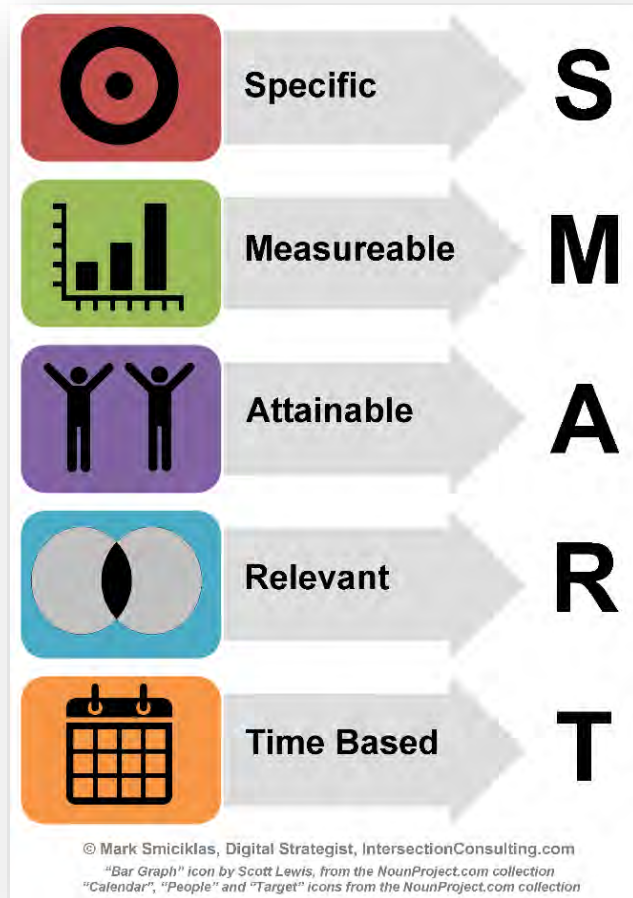 Specific S
Measureable M
Attainable A
Relevant R
Time Based T
© Mark Smiciklas, Digital Strategist, IntersectionConsulting.com
"Bar Graph" icon by Scott Lewis, from the NounProject.com collection
"Calendar", "People" and "Target" icons from the NounProject.com collection